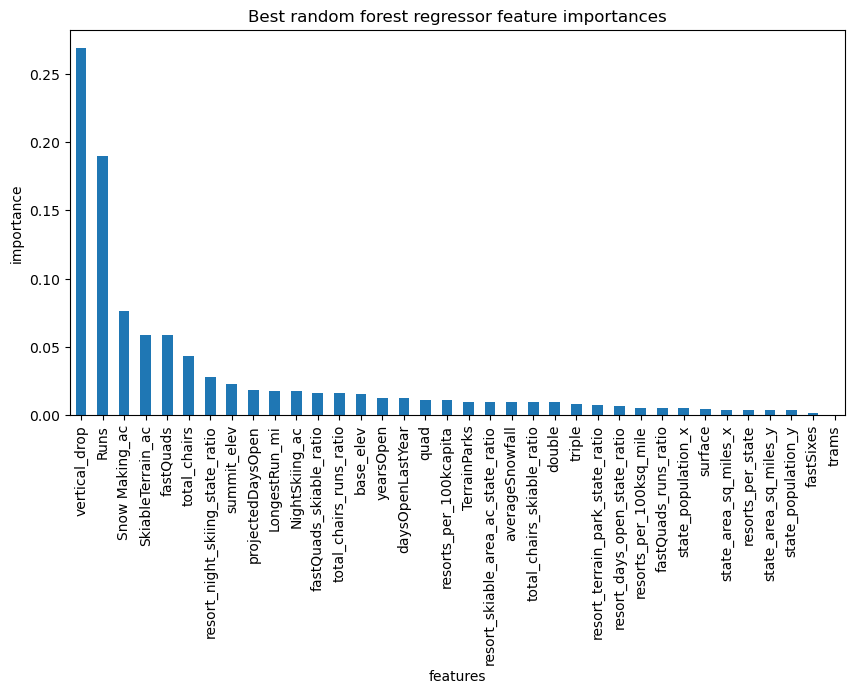 Best random forest regressor feature importances
importance
0.25
0.20
0.15
0.10
0.05
0.00
vertical_drop
Runs
Snow Making_ac
SkiableTerrain_ac
fastQuads
total_chairs
resort_night_skiing_state_ratio
summit_elev
projectedDaysOpen
LongestRun_mi
NightSkiing_ac
fastQuads_skiable_ratio
total_chairs_runs_ratio
base_elev
yearsOpen
daysOpenLastYear
quad
resorts_per_100kcapita
TerrainParks
resort_skiable_area_ac_state_ratio
averageSnowfall
total_chairs_skiable_ratio
double
triple
resort_terrain_park_state_ratio
resort_days_open_state_ratio
resorts_per_100ksq_mile
fastQuads_runs_ratio
state_population_x
surface
state_area_sq_miles_x
resorts_per_state
state_area_sq_miles_y
state_population_y
fastSixes
trams
features